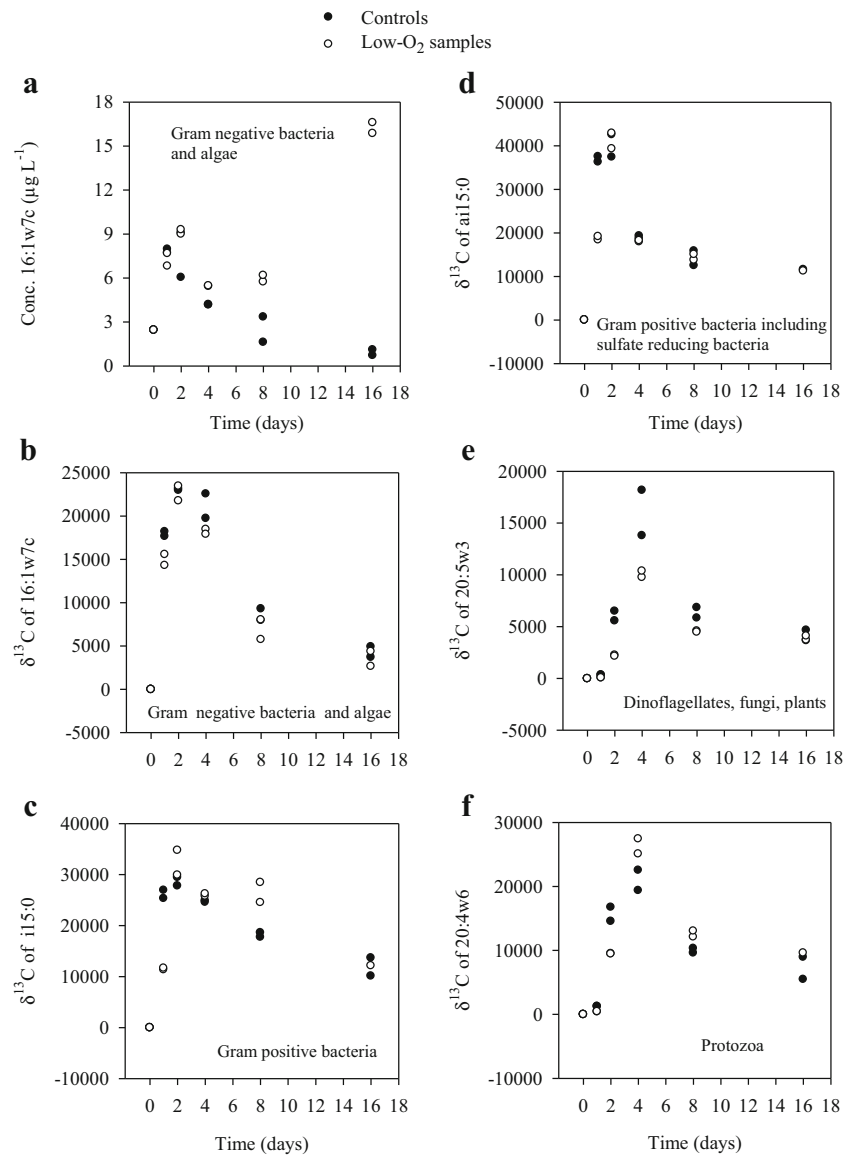 Controls
Low-O₂ samples
a
18
15
12
9
6
3
0
Conc. 16:1w7c (µg L⁻¹)
Gram negative bacteria
and algae
0 2 4 6 8 10 12 14 16 18
Time (days)
b
25000
20000
15000
10000
5000
0
-5000
δ¹³C of 16:1w7c
Gram negative bacteria and algae
0 2 4 6 8 10 12 14 16 18
c
40000
30000
20000
10000
0
-10000
δ¹³C of i15:0
Gram positive bacteria
0 2 4 6 8 10 12 14 16 18
Time (days)
d
50000
40000
30000
20000
10000
0
-10000
δ¹³C of ai15:0
Gram positive bacteria including
sulfate reducing bacteria
0 2 4 6 8 10 12 14 16 18
Time (days)
e
20000
15000
10000
5000
0
-5000
δ¹³C of 20:5w3
Dinoflagellates, fungi, plants
0 2 4 6 8 10 12 14 16 18
f
30000
20000
10000
0
-10000
δ¹³C of 20:4w6
Protozoa
0 2 4 6 8 10 12 14 16 18
Time (days)